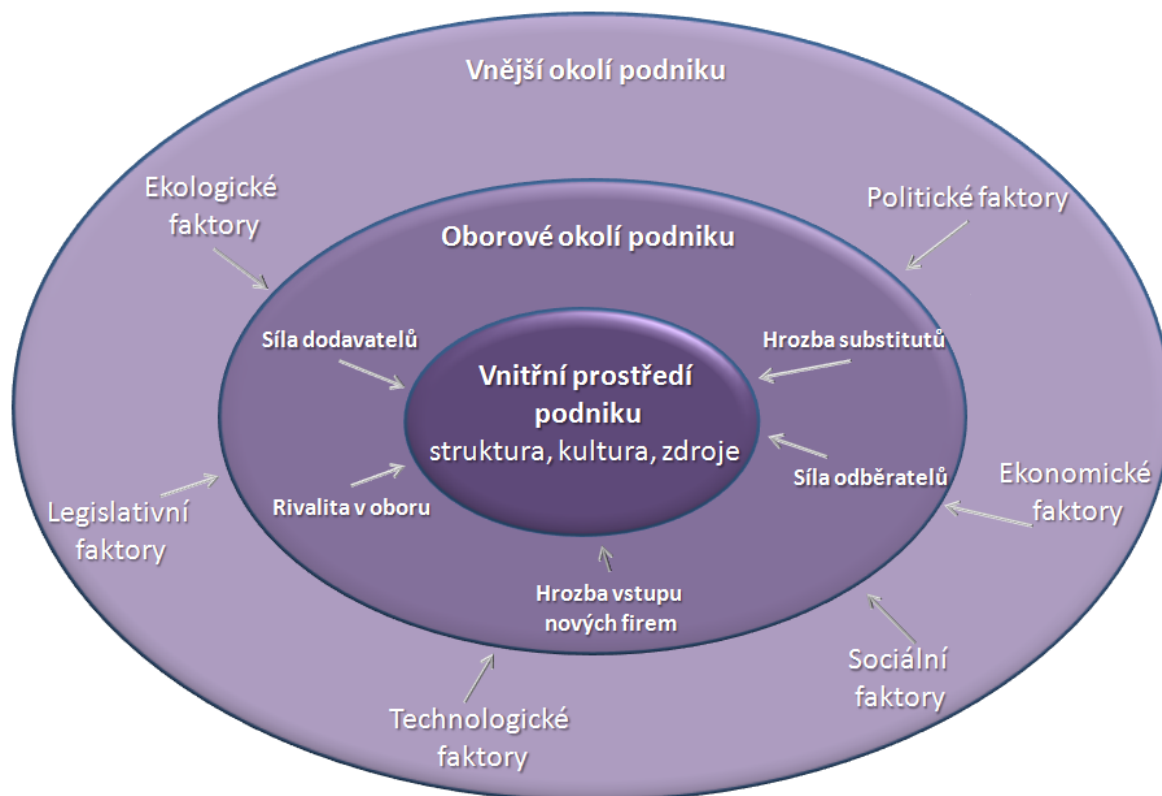 Vnější okolí podniku
Ekologické
faktory
Politické faktory
Oborové okolí podniku
Síla dodavatelů
Hrozba substitutů
Vnitřní prostředí
podniku
struktura, kultura, zdroje
Síla odběratelů
Rivalita v oboru
Ekonomické
faktory
Legislativní
faktory
Hrozba vstupu
nových firem
Sociální
faktory
Technologické
faktory